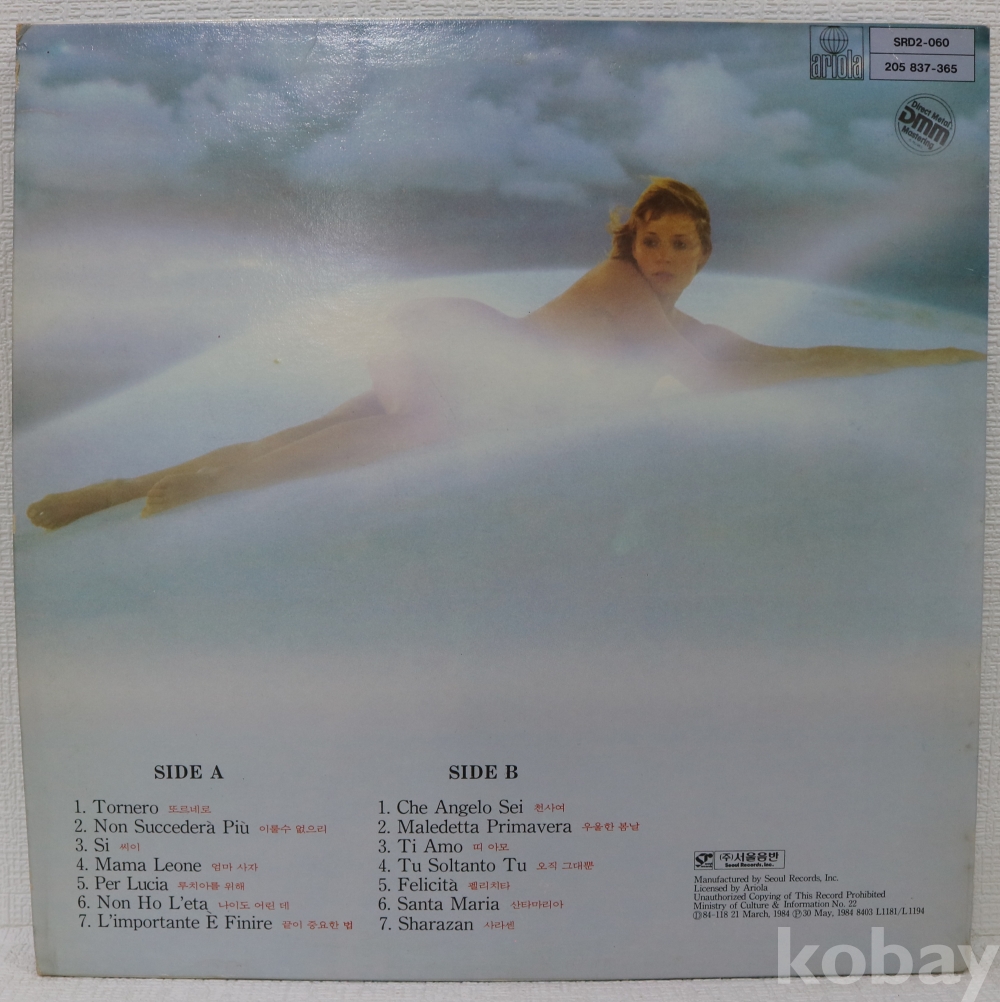 ariola
SRD2-060
205 837-365
Direct Metal
DMM
Mastering
SIDE A
1. Tornero 또르네로
2. Non Succederà Più 이룰수 없으리
3. Si 씨이
4. Mama Leone 엄마 사자
5. Per Lucia 루치아를 위해
6. Non Ho L'eta 나이도 어린 데
7. L'importante È Finire 끝이 중요한 법
SIDE B
1. Che Angelo Sei 천사여
2. Maledetta Primavera 우울한 봄날
3. Ti Amo 띠 아모
4. Tu Soltanto Tu 오직 그대뿐
5. Felicità 펠리치타
6. Santa Maria 산타마리아
7. Sharazan 사라센
(주)서울음반
Seoul Records, Inc.
Manufactured by Seoul Records, Inc.
Licensed by Ariola
Unauthorized Copying of This Record Prohibited
Ministry of Culture & Information No. 22
Ⓓ84-118 21 March, 1984 Ⓟ30 May, 1984 8403 L1181/L1194
kobay